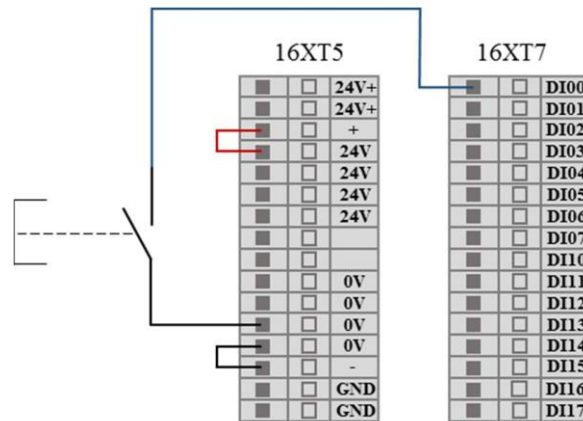 16XT5 16XT7
24V+ DI00
24V+ DI01
+ DI02
24V DI03
24V DI04
24V DI05
24V DI06
DI07
DI10
0V DI11
0V DI12
0V DI13
0V DI14
- DI15
GND DI16
GND DI17